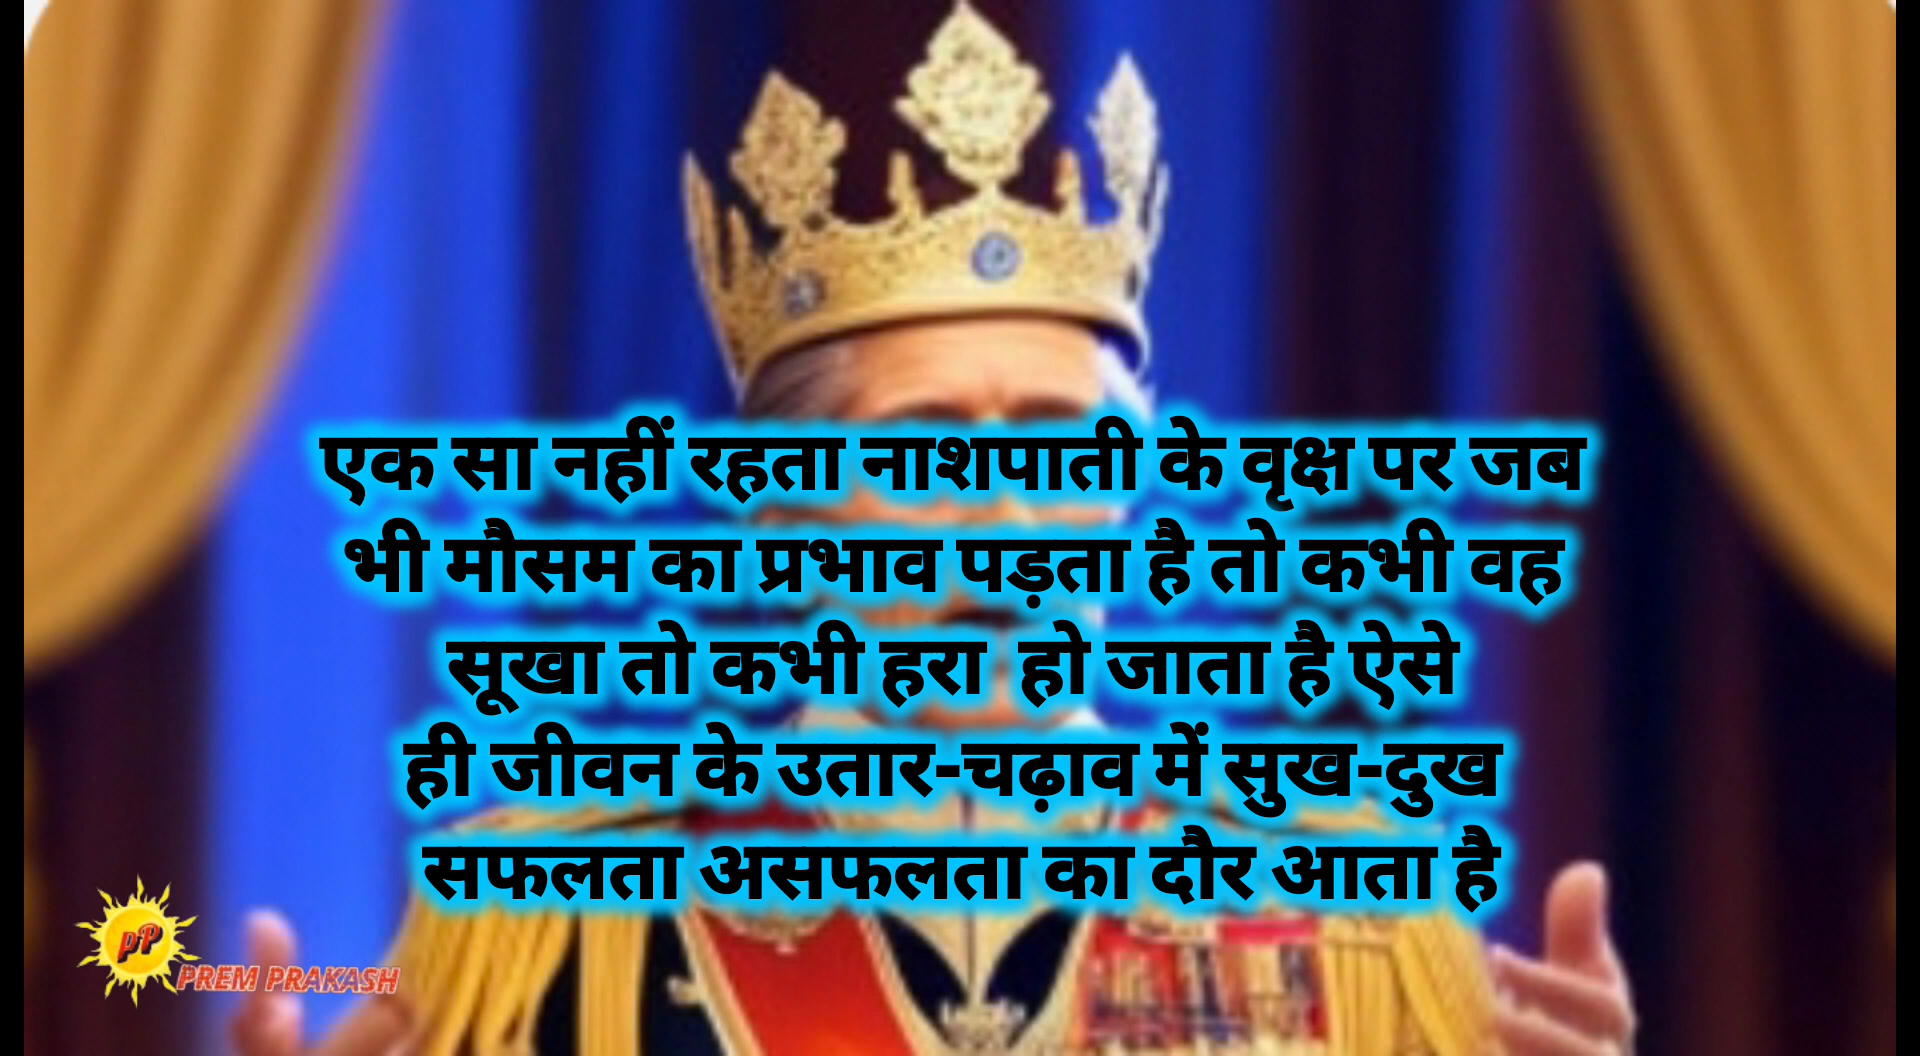 एक सा नहीं रहता नाशपाती के वृक्ष पर जब
भी मौसम का प्रभाव पड़ता है तो कभी वह
सूखा तो कभी हरा  हो जाता है ऐसे
ही जीवन के उतार-चढ़ाव में सुख-दुख
सफलता असफलता का दौर आता है
PP
PREM PRAKASH